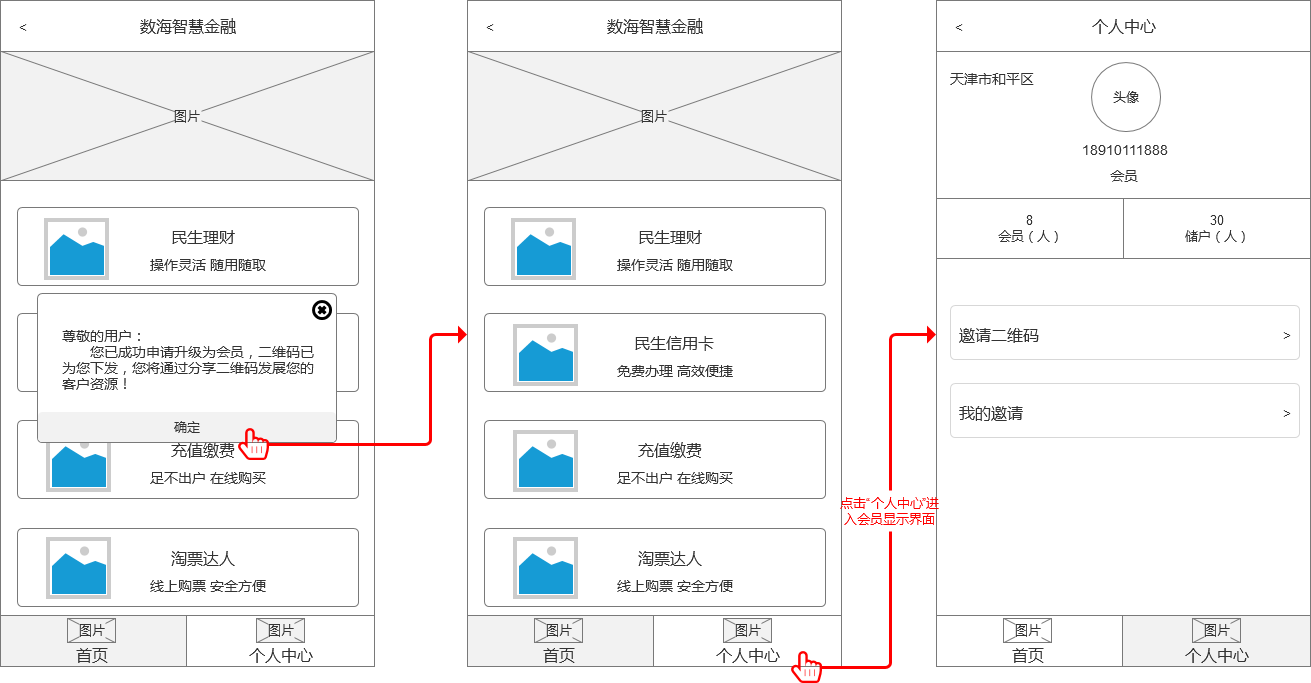 <
数海智慧金融
图片
民生理财
操作灵活 随用随取
尊敬的用户：
您已成功申请升级为会员，二维码已
为您下发，您将通过分享二维码发展您的
客户资源！
确定
充值缴费
足不出户 在线购买
淘票达人
线上购票 安全方便
图片
首页
图片
个人中心
<
数海智慧金融
图片
民生理财
操作灵活 随用随取
民生信用卡
免费办理 高效便捷
充值缴费
足不出户 在线购买
淘票达人
线上购票 安全方便
图片
首页
图片
个人中心
点击“个人中心”进
入会员显示界面
<
个人中心
天津市和平区
头像
18910111888
会员
8
会员（人）
30
储户（人）
邀请二维码
>
我的邀请
>
图片
首页
图片
个人中心